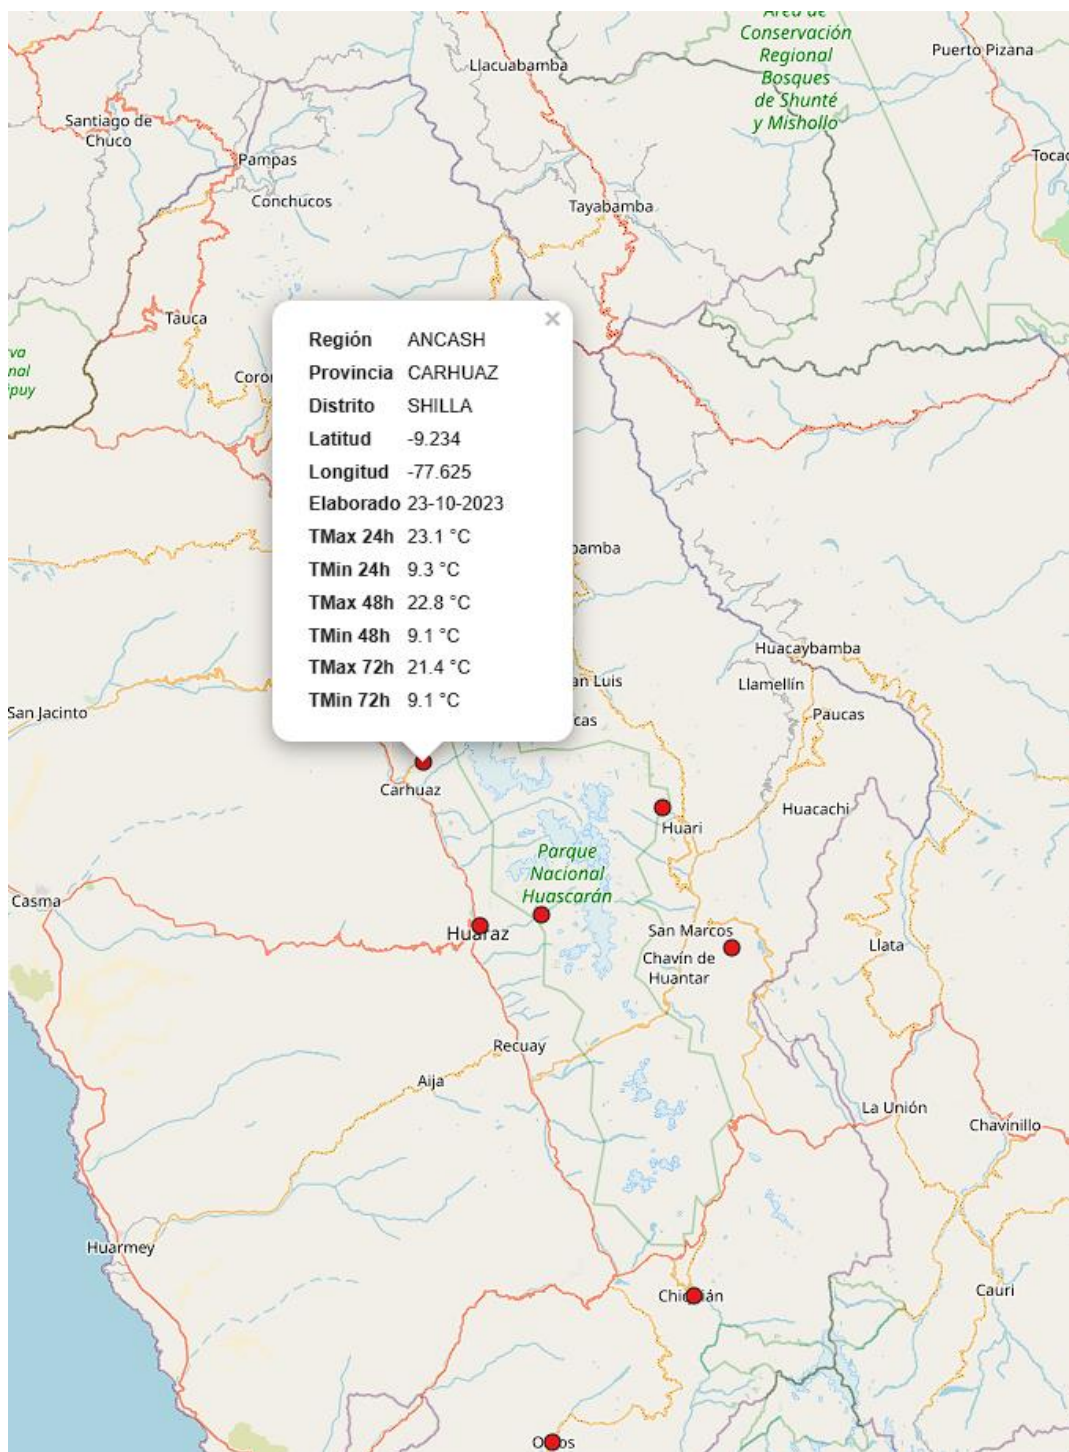 Área de
Conservación
Regional
Bosques
de Shunté
y Mishollo
Puerto Pizana
Llacuabamba
Santiago de
Chuco
Pampas
Conchucos
Tayabamba
Tauca
×
Región ANCASH
Provincia CARHUAZ
Distrito SHILLA
Latitud -9.234
Longitud -77.625
Elaborado 23-10-2023
TMax 24h 23.1 °C
TMin 24h 9.3 °C
TMax 48h 22.8 °C
TMin 48h 9.1 °C
TMax 72h 21.4 °C
TMin 72h 9.1 °C
Huacaybamba
Llamellín
San Jacinto
Paucas
Carhuaz
Huacachi
Huari
Parque
Nacional
Huascarán
Casma
Huaraz
San Marcos
Chavín de
Huantar
Llata
Recuay
Aija
La Unión
Chavinillo
Huarmey
Cauri